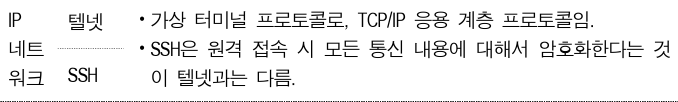 IP 텔넷 • 가상 터미널 프로토콜로, TCP/IP 응용 계층 프로토콜임.
네트 • SSH은 원격 접속 시 모든 통신 내용에 대해서 암호화한다는 것
워크 SSH 이 텔넷과는 다름.